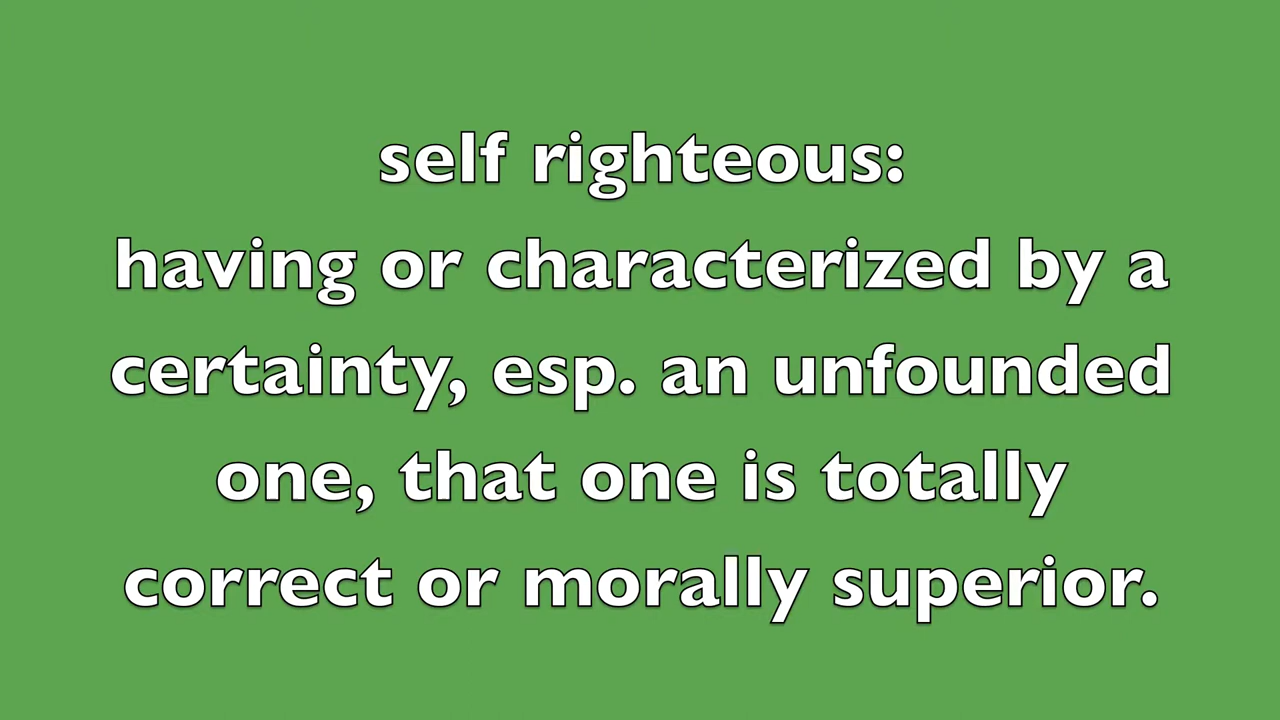 self righteous:
having or characterized by a
certainty, esp. an unfounded
one, that one is totally
correct or morally superior.